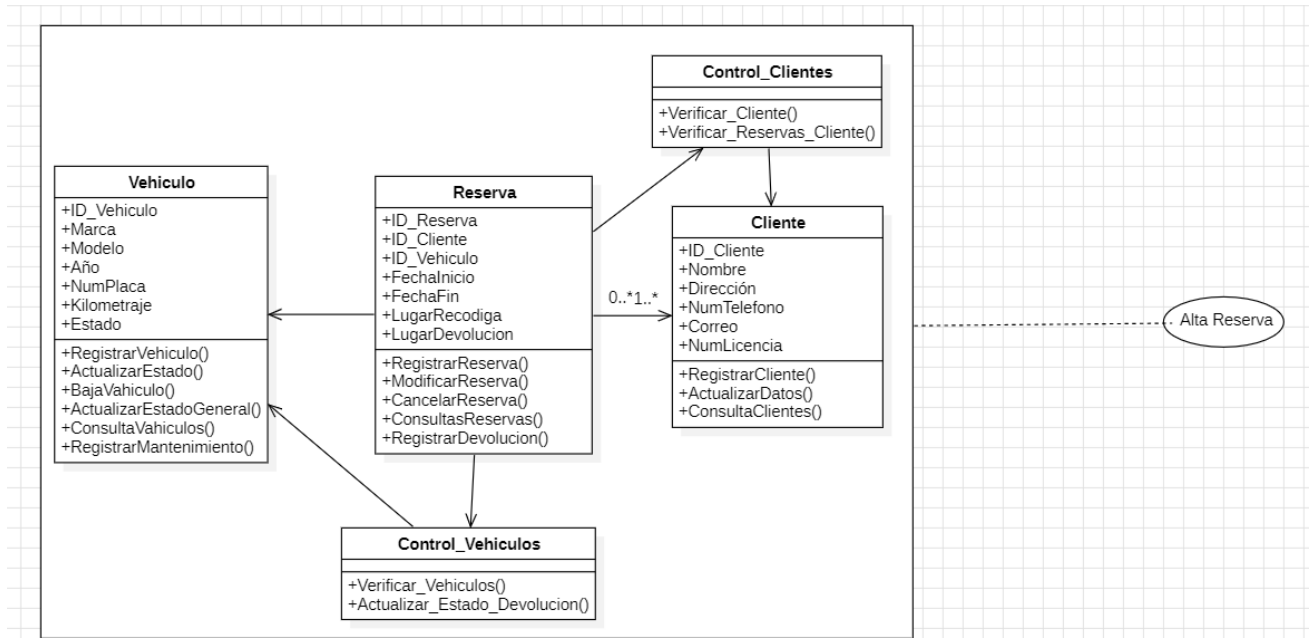 Control_Clientes
+Verificar_Cliente()
+Verificar_Reservas_Cliente()
Vehiculo
+ID_Vehiculo
+Marca
+Modelo
+Año
+NumPlaca
+Kilometraje
+Estado
+RegistrarVehiculo()
+ActualizarEstado()
+BajaVahiculo()
+ActualizarEstadoGeneral()
+ConsultaVahiculos()
+RegistrarMantenimiento()
Reserva
+ID_Reserva
+ID_Cliente
+ID_Vehiculo
+FechaInicio
+FechaFin
+LugarRecodiga
+LugarDevolucion
+RegistrarReserva()
+ModificarReserva()
+CancelarReserva()
+ConsultasReservas()
+RegistrarDevolucion()
0..*1..*
Cliente
+ID_Cliente
+Nombre
+Dirección
+NumTelefono
+Correo
+NumLicencia
+RegistrarCliente()
+ActualizarDatos()
+ConsultaClientes()
Alta Reserva
Control_Vehiculos
+Verificar_Vehiculos()
+Actualizar_Estado_Devolucion()